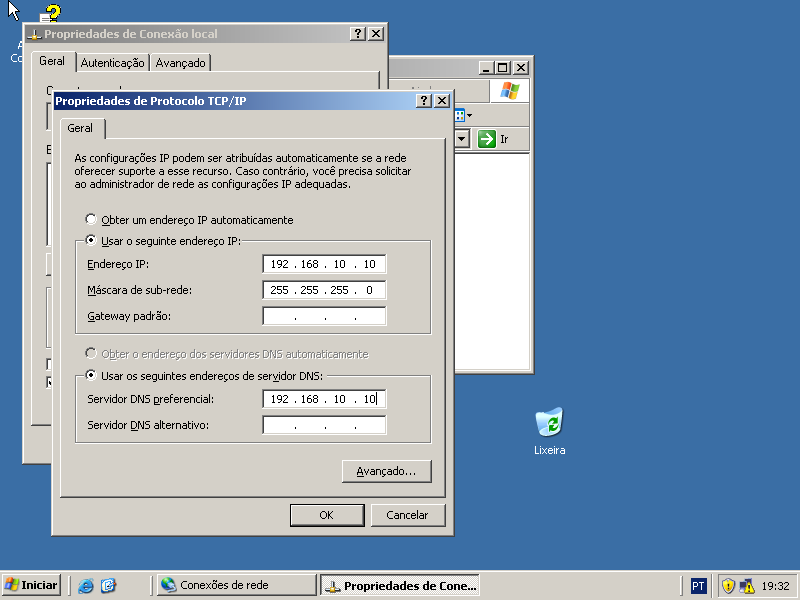 Propriedades de Conexão local
Geral
Autenticação
Avançado
Ir
Propriedades de Protocolo TCP/IP
Geral
As configurações IP podem ser atribuídas automaticamente se a rede
oferecer suporte a esse recurso. Caso contrário, você precisa solicitar
ao administrador de rede as configurações IP adequadas.
Obter um endereço IP automaticamente
Usar o seguinte endereço IP:
Endereço IP: 192 . 168 . 10 . 10
Máscara de sub-rede: 255 . 255 . 255 . 0
Gateway padrão: . . .
Obter o endereço dos servidores DNS automaticamente
Usar os seguintes endereços de servidor DNS:
Servidor DNS preferencial: 192 . 168 . 10 . 10
Servidor DNS alternativo: . . .
Avançado...
OK
Cancelar
Lixeira
Iniciar
Conexões de rede
Propriedades de Cone...
PT
19:32